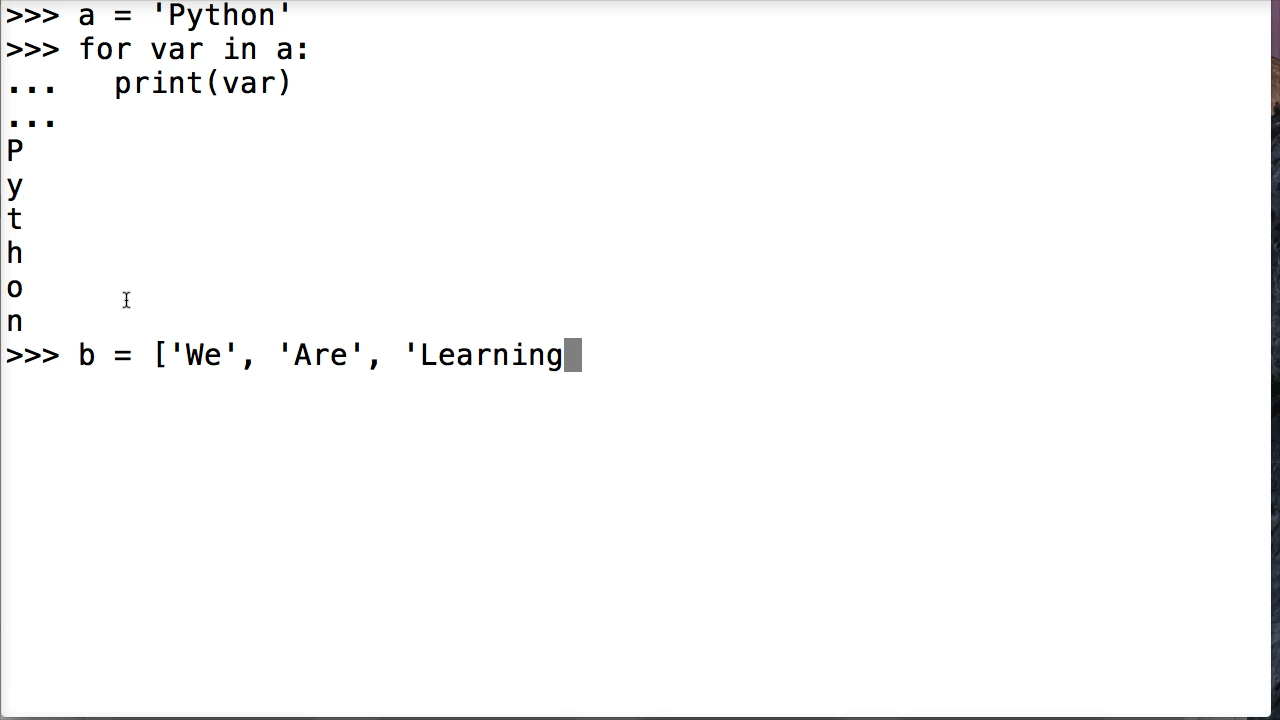 >>> a = 'Python'
>>> for var in a:
...   print(var)
...
P
y
t
h
o
n
>>> b = ['We', 'Are', 'Learning